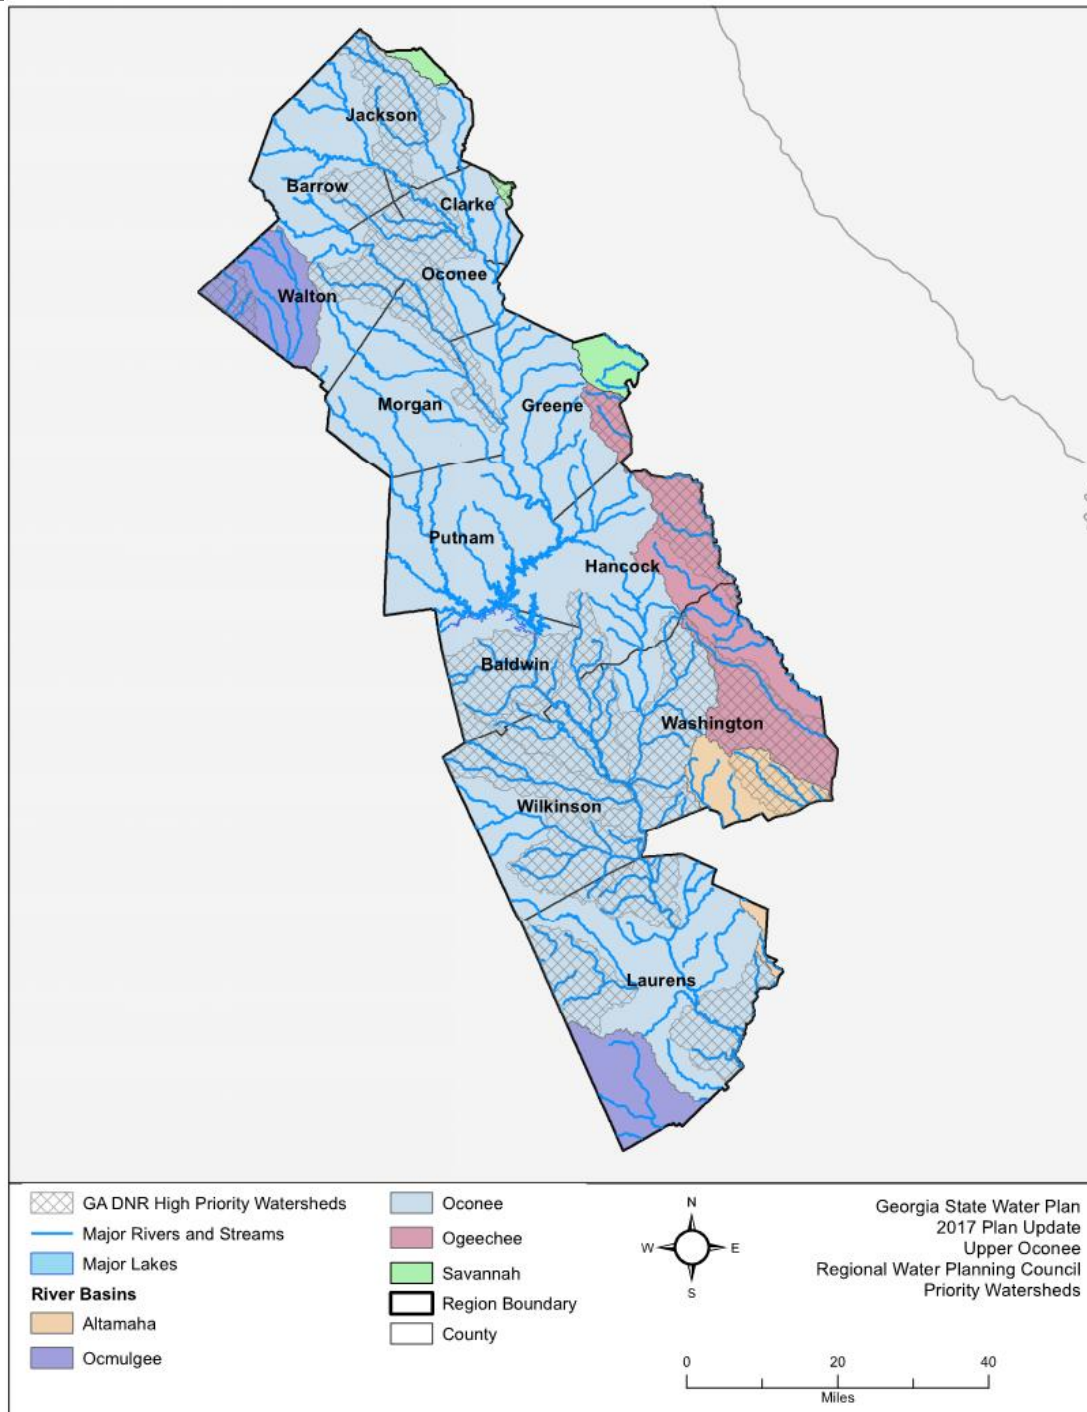 Jackson
Barrow
Clarke
Oconee
Walton
Morgan
Greene
Putnam
Hancock
Baldwin
Washington
Wilkinson
Laurens
GA DNR High Priority Watersheds
Major Rivers and Streams
Major Lakes
River Basins
Altamaha
Ocmulgee
Oconee
Ogeechee
Savannah
Region Boundary
County
N
W E
S
Georgia State Water Plan
2017 Plan Update
Upper Oconee
Regional Water Planning Council
Priority Watersheds
0 20 40
Miles